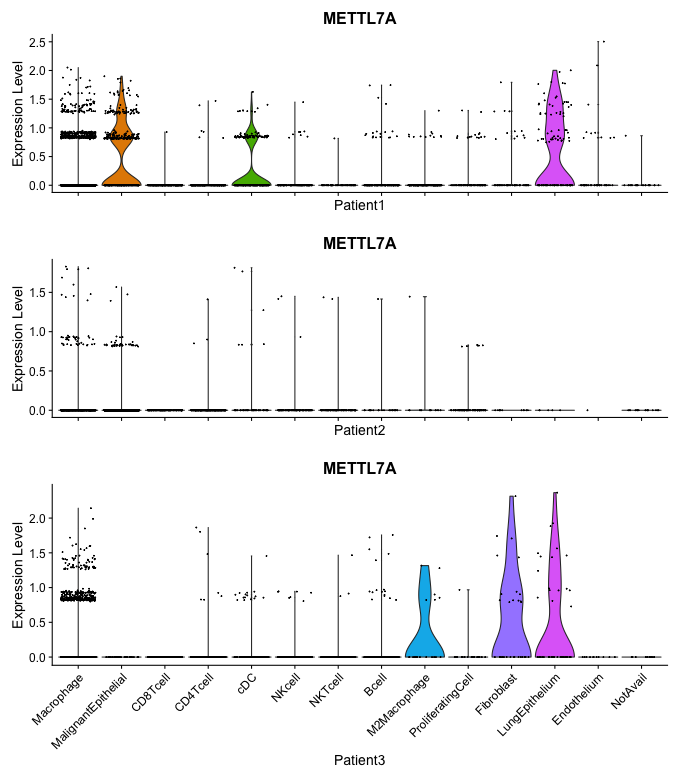 METTL7A
Expression Level
2.5
2.0
1.5
1.0
0.5
0.0
Patient1
METTL7A
Expression Level
1.5
1.0
0.5
0.0
Patient2
METTL7A
Expression Level
2.0
1.5
1.0
0.5
0.0
Macrophage
MalignantEpithelial
CD8Tcell
CD4Tcell
cDC
NKcell
NKTcell
Bcell
M2Macrophage
ProliferatingCell
Fibroblast
LungEpithelium
Endothelium
NotAvail
Patient3